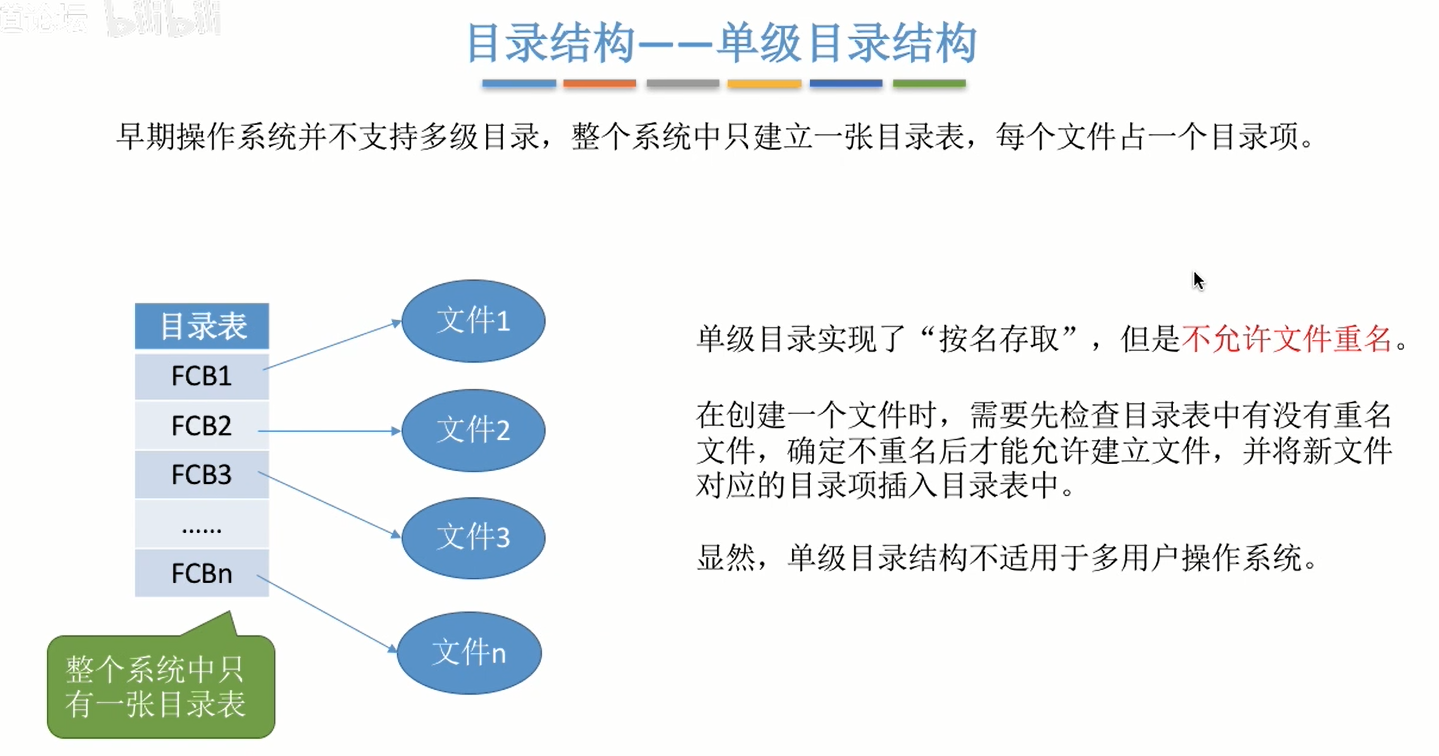 bilibili
目录结构——单级目录结构
早期操作系统并不支持多级目录，整个系统中只建立一张目录表，每个文件占一个目录项。
目录表
FCB1
FCB2
FCB3
……
FCBn
文件1
文件2
文件3
文件n
整个系统中只
有一张目录表
单级目录实现了“按名存取”，但是不允许文件重名。
在创建一个文件时，需要先检查目录表中有没有重名
文件，确定不重名后才能允许建立文件，并将新文件
对应的目录项插入目录表中。
显然，单级目录结构不适用于多用户操作系统。